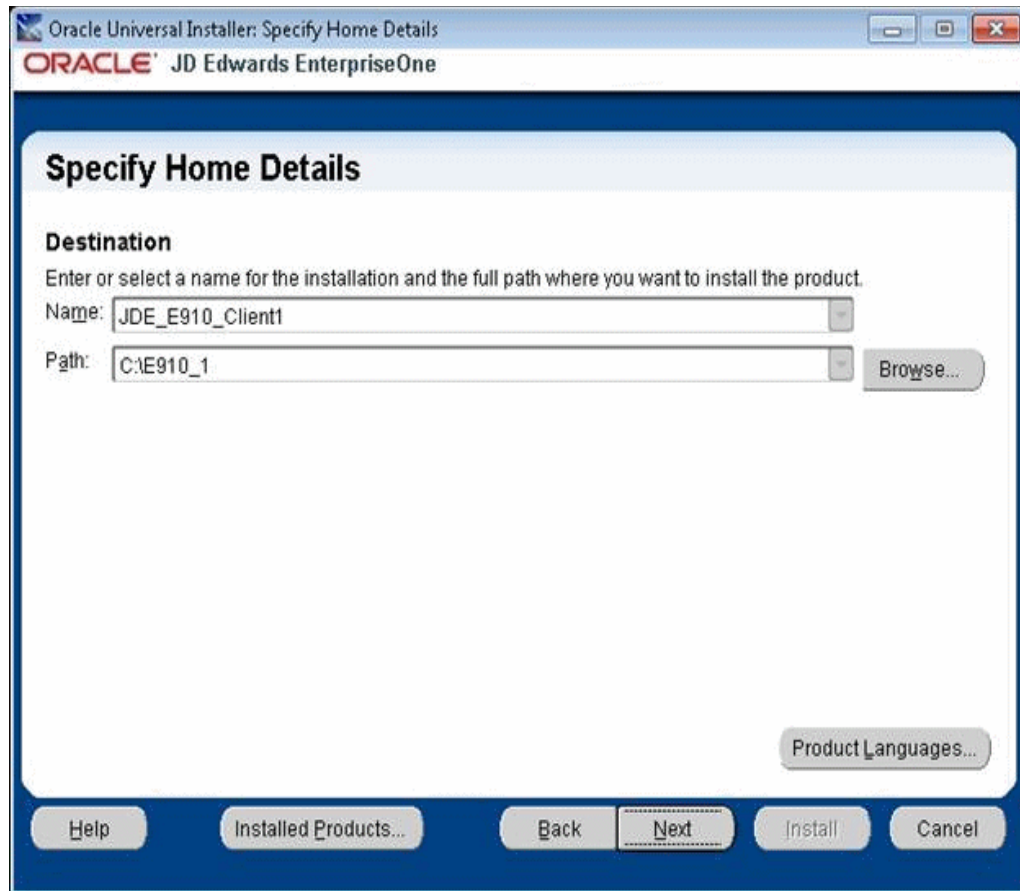 Oracle Universal Installer: Specify Home Details
ORACLE' JD Edwards EnterpriseOne
Specify Home Details
Destination
Enter or select a name for the installation and the full path where you want to install the product.
Name: JDE_E910_Client1
Path: C:\E910_1 Browse...
Product Languages...
Help Installed Products... Back Next Install Cancel